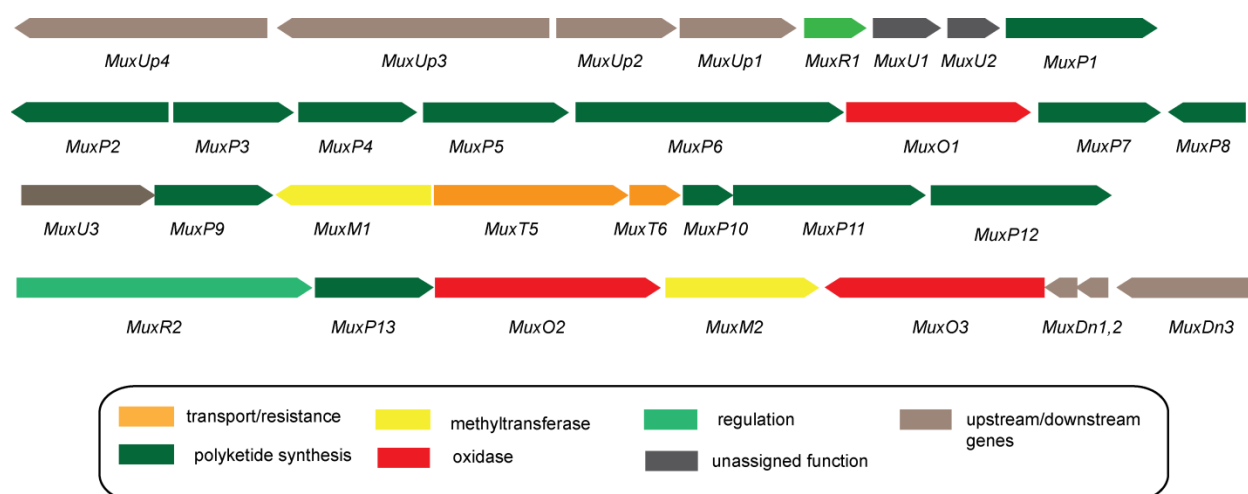 MuxUp4 MuxUp3 MuxUp2 MuxUp1 MuxR1 MuxU1 MuxU2 MuxP1
MuxP2 MuxP3 MuxP4 MuxP5 MuxP6 MuxO1 MuxP7 MuxP8
MuxU3 MuxP9 MuxM1 MuxT5 MuxT6 MuxP10 MuxP11 MuxP12
MuxR2 MuxP13 MuxO2 MuxM2 MuxO3 MuxDn1,2 MuxDn3
transport/resistance methyltransferase regulation upstream/downstream
genes
polyketide synthesis oxidase unassigned function